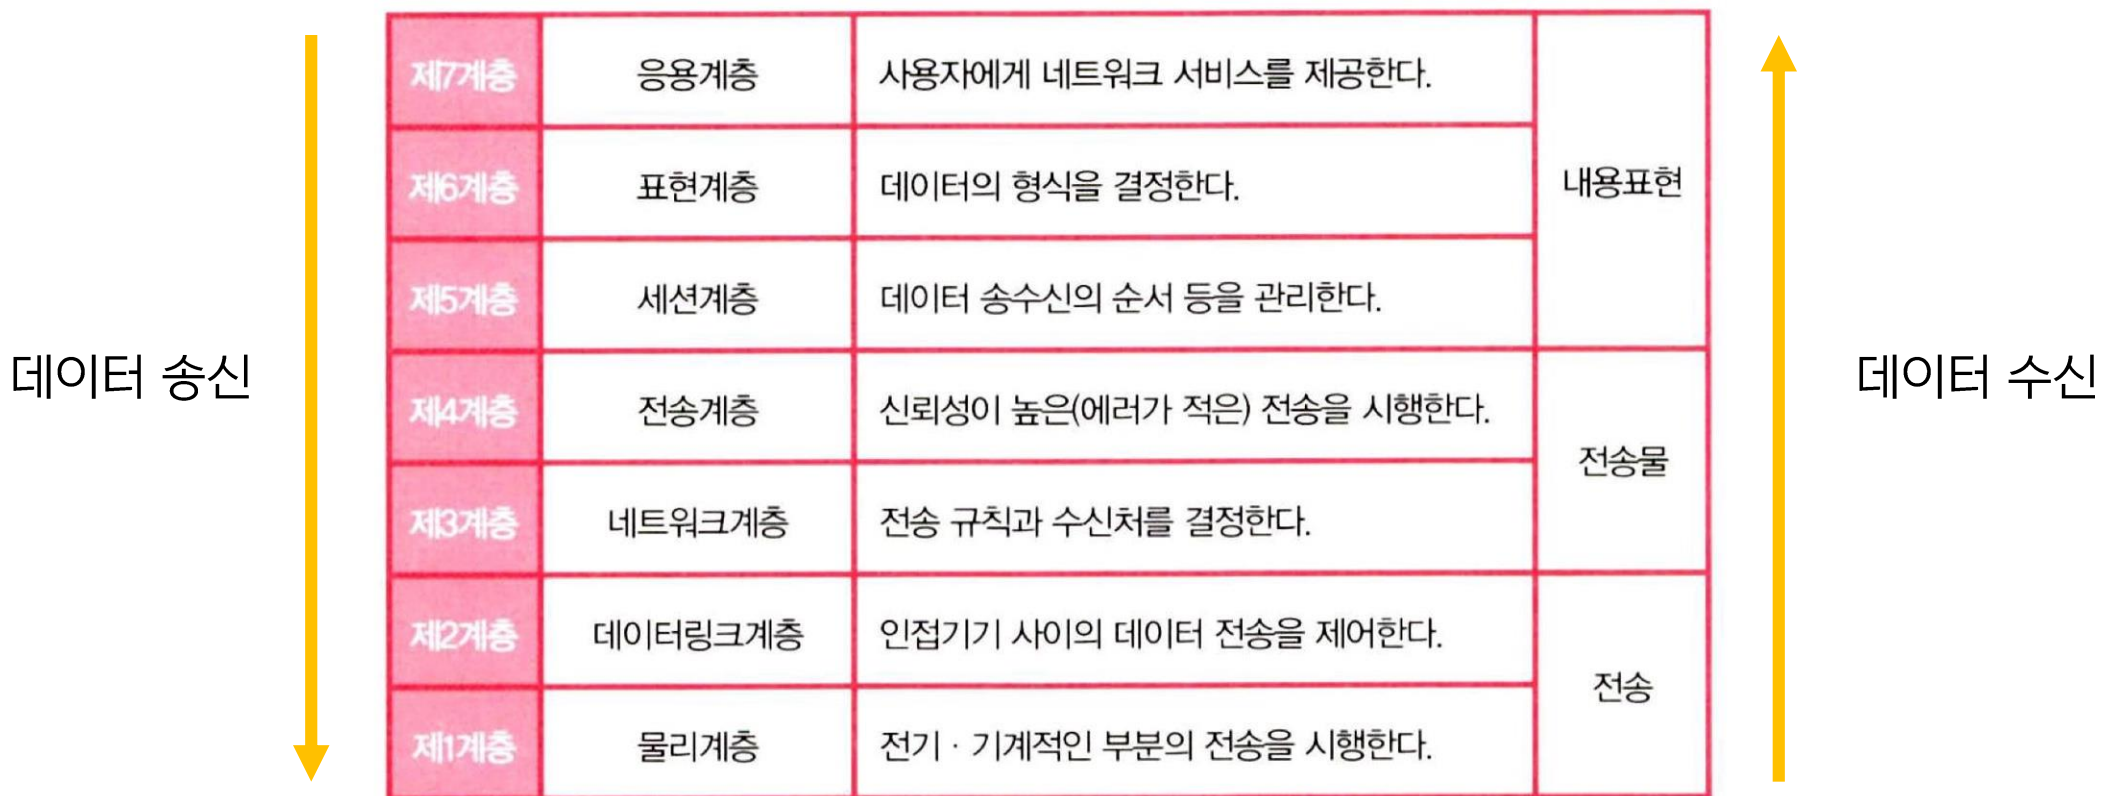 제7계층 응용계층 사용자에게 네트워크 서비스를 제공한다.
제6계층 표현계층 데이터의 형식을 결정한다. 내용표현
제5계층 세션계층 데이터 송수신의 순서 등을 관리한다.
데이터 송신
제4계층 전송계층 신뢰성이 높은(에러가 적은) 전송을 시행한다.
데이터 수신
전송물
제3계층 네트워크계층 전송 규칙과 수신처를 결정한다.
제2계층 데이터링크계층 인접기기 사이의 데이터 전송을 제어한다.
전송
제1계층 물리계층 전기 · 기계적인 부분의 전송을 시행한다.